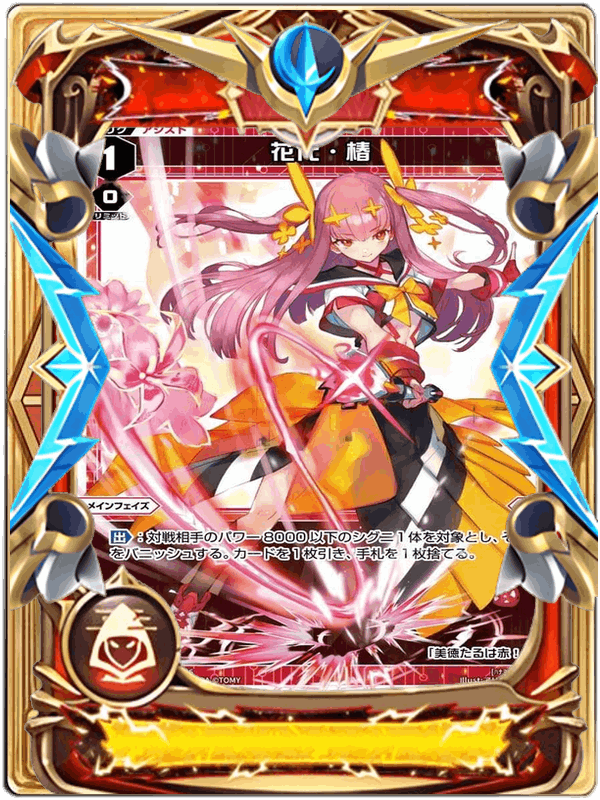 アシスト
1
花代・椿
0
リミット
メインフェイズ
出:対戦相手のパワー8000以下のシグニ1体を対象とし、そ
をバニッシュする。カードを1枚引き、手札を1枚捨てる。
「美徳たるは赤!
©TOMY
Illust